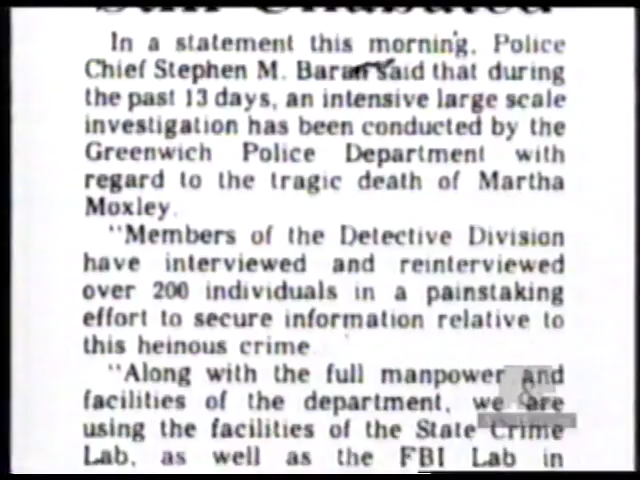 In a statement this morning, Police
Chief Stephen M. Baran said that during
the past 13 days, an intensive large scale
investigation has been conducted by the
Greenwich Police Department with
regard to the tragic death of Martha
Moxley.
"Members of the Detective Division
have interviewed and reinterviewed
over 200 individuals in a painstaking
effort to secure information relative to
this heinous crime
"Along with the full manpower and
facilities of the department, we are
using the facilities of the State Crime
Lab, as well as the FBI Lab in